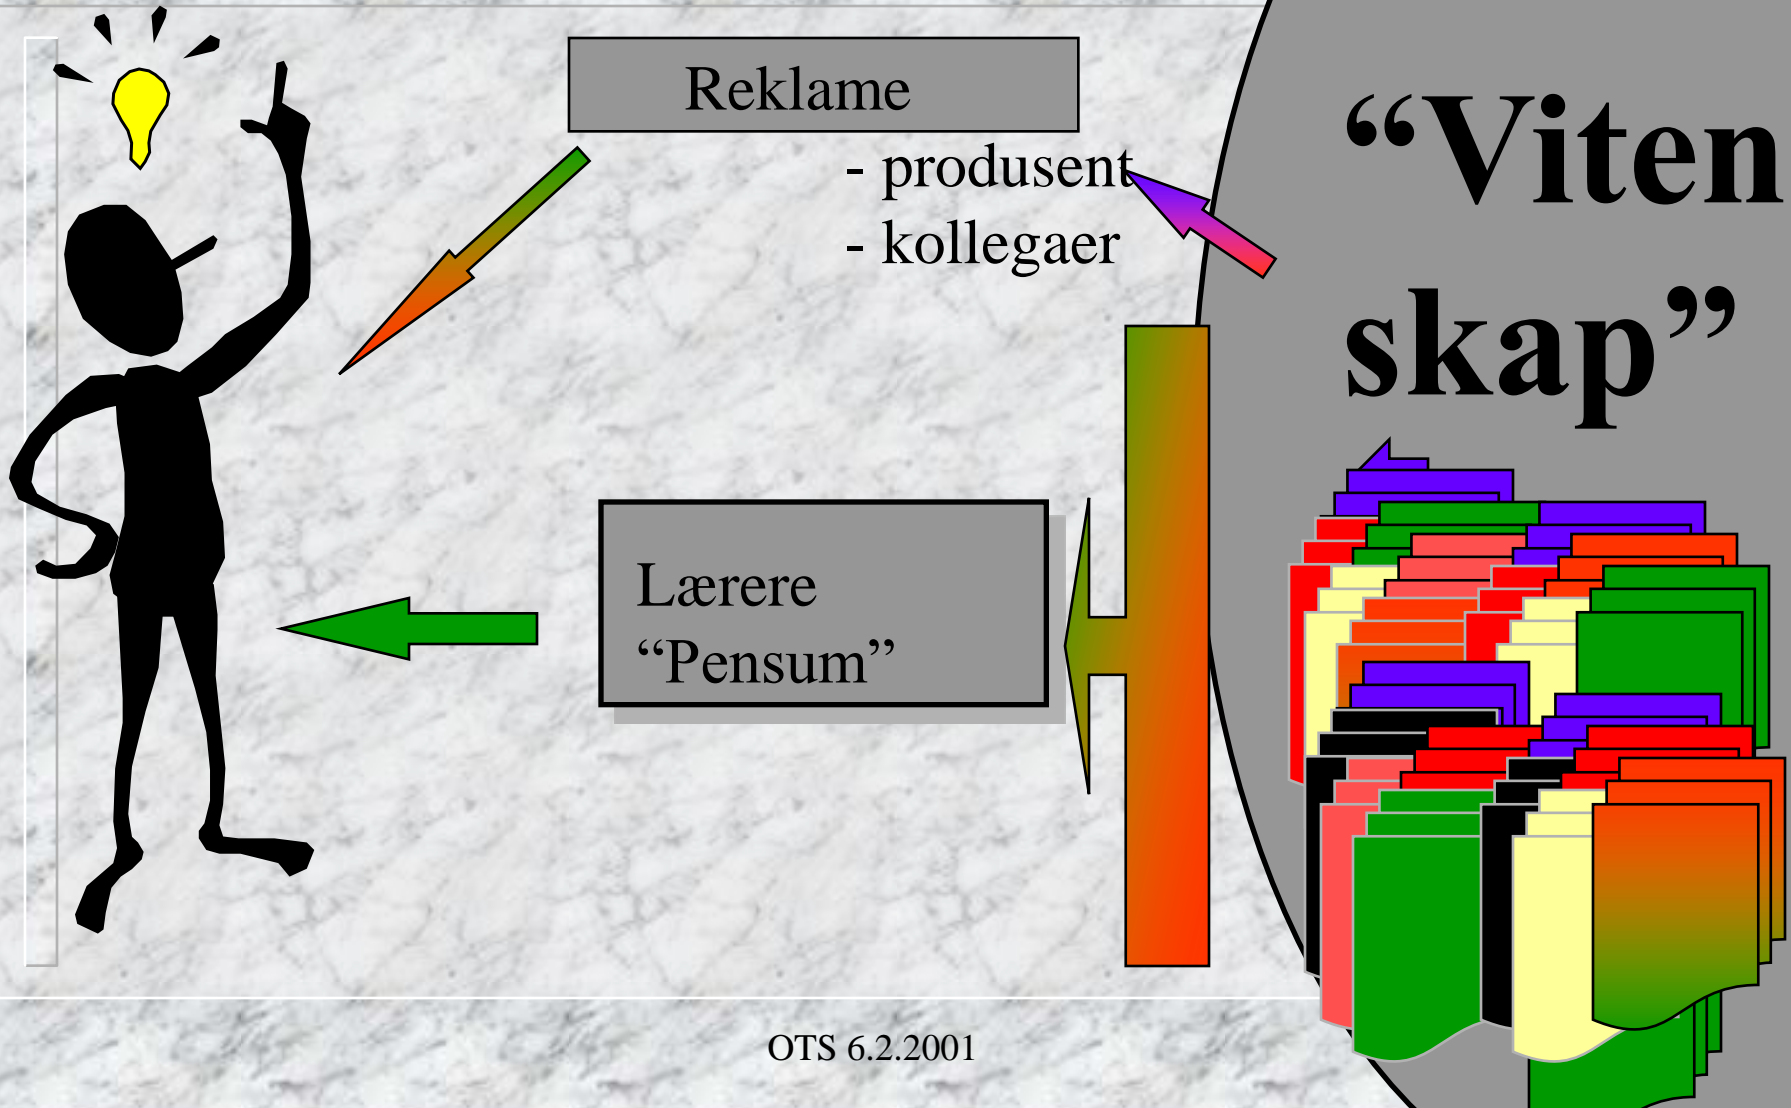 Reklame
- produsent
- kollegaer
“Viten
skap”
Lærere
“Pensum”
OTS 6.2.2001